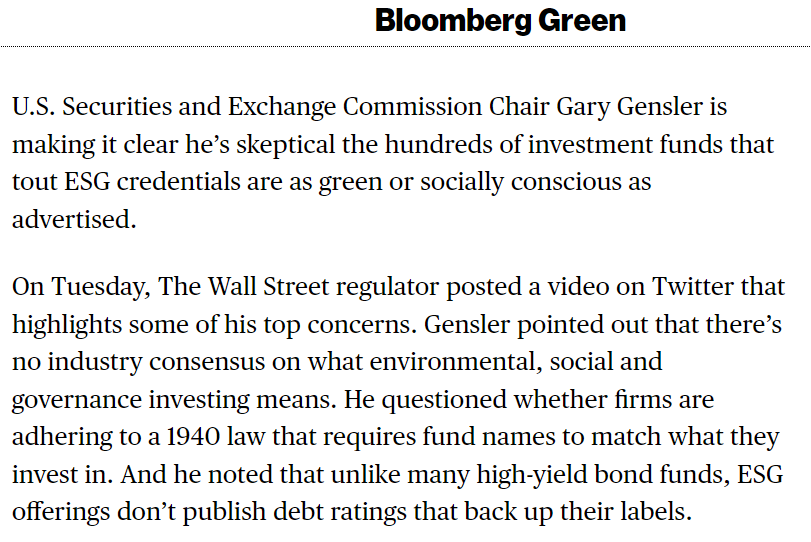 Bloomberg Green
U.S. Securities and Exchange Commission Chair Gary Gensler is
making it clear he’s skeptical the hundreds of investment funds that
tout ESG credentials are as green or socially conscious as
advertised.
On Tuesday, The Wall Street regulator posted a video on Twitter that
highlights some of his top concerns. Gensler pointed out that there’s
no industry consensus on what environmental, social and
governance investing means. He questioned whether firms are
adhering to a 1940 law that requires fund names to match what they
invest in. And he noted that unlike many high-yield bond funds, ESG
offerings don’t publish debt ratings that back up their labels.